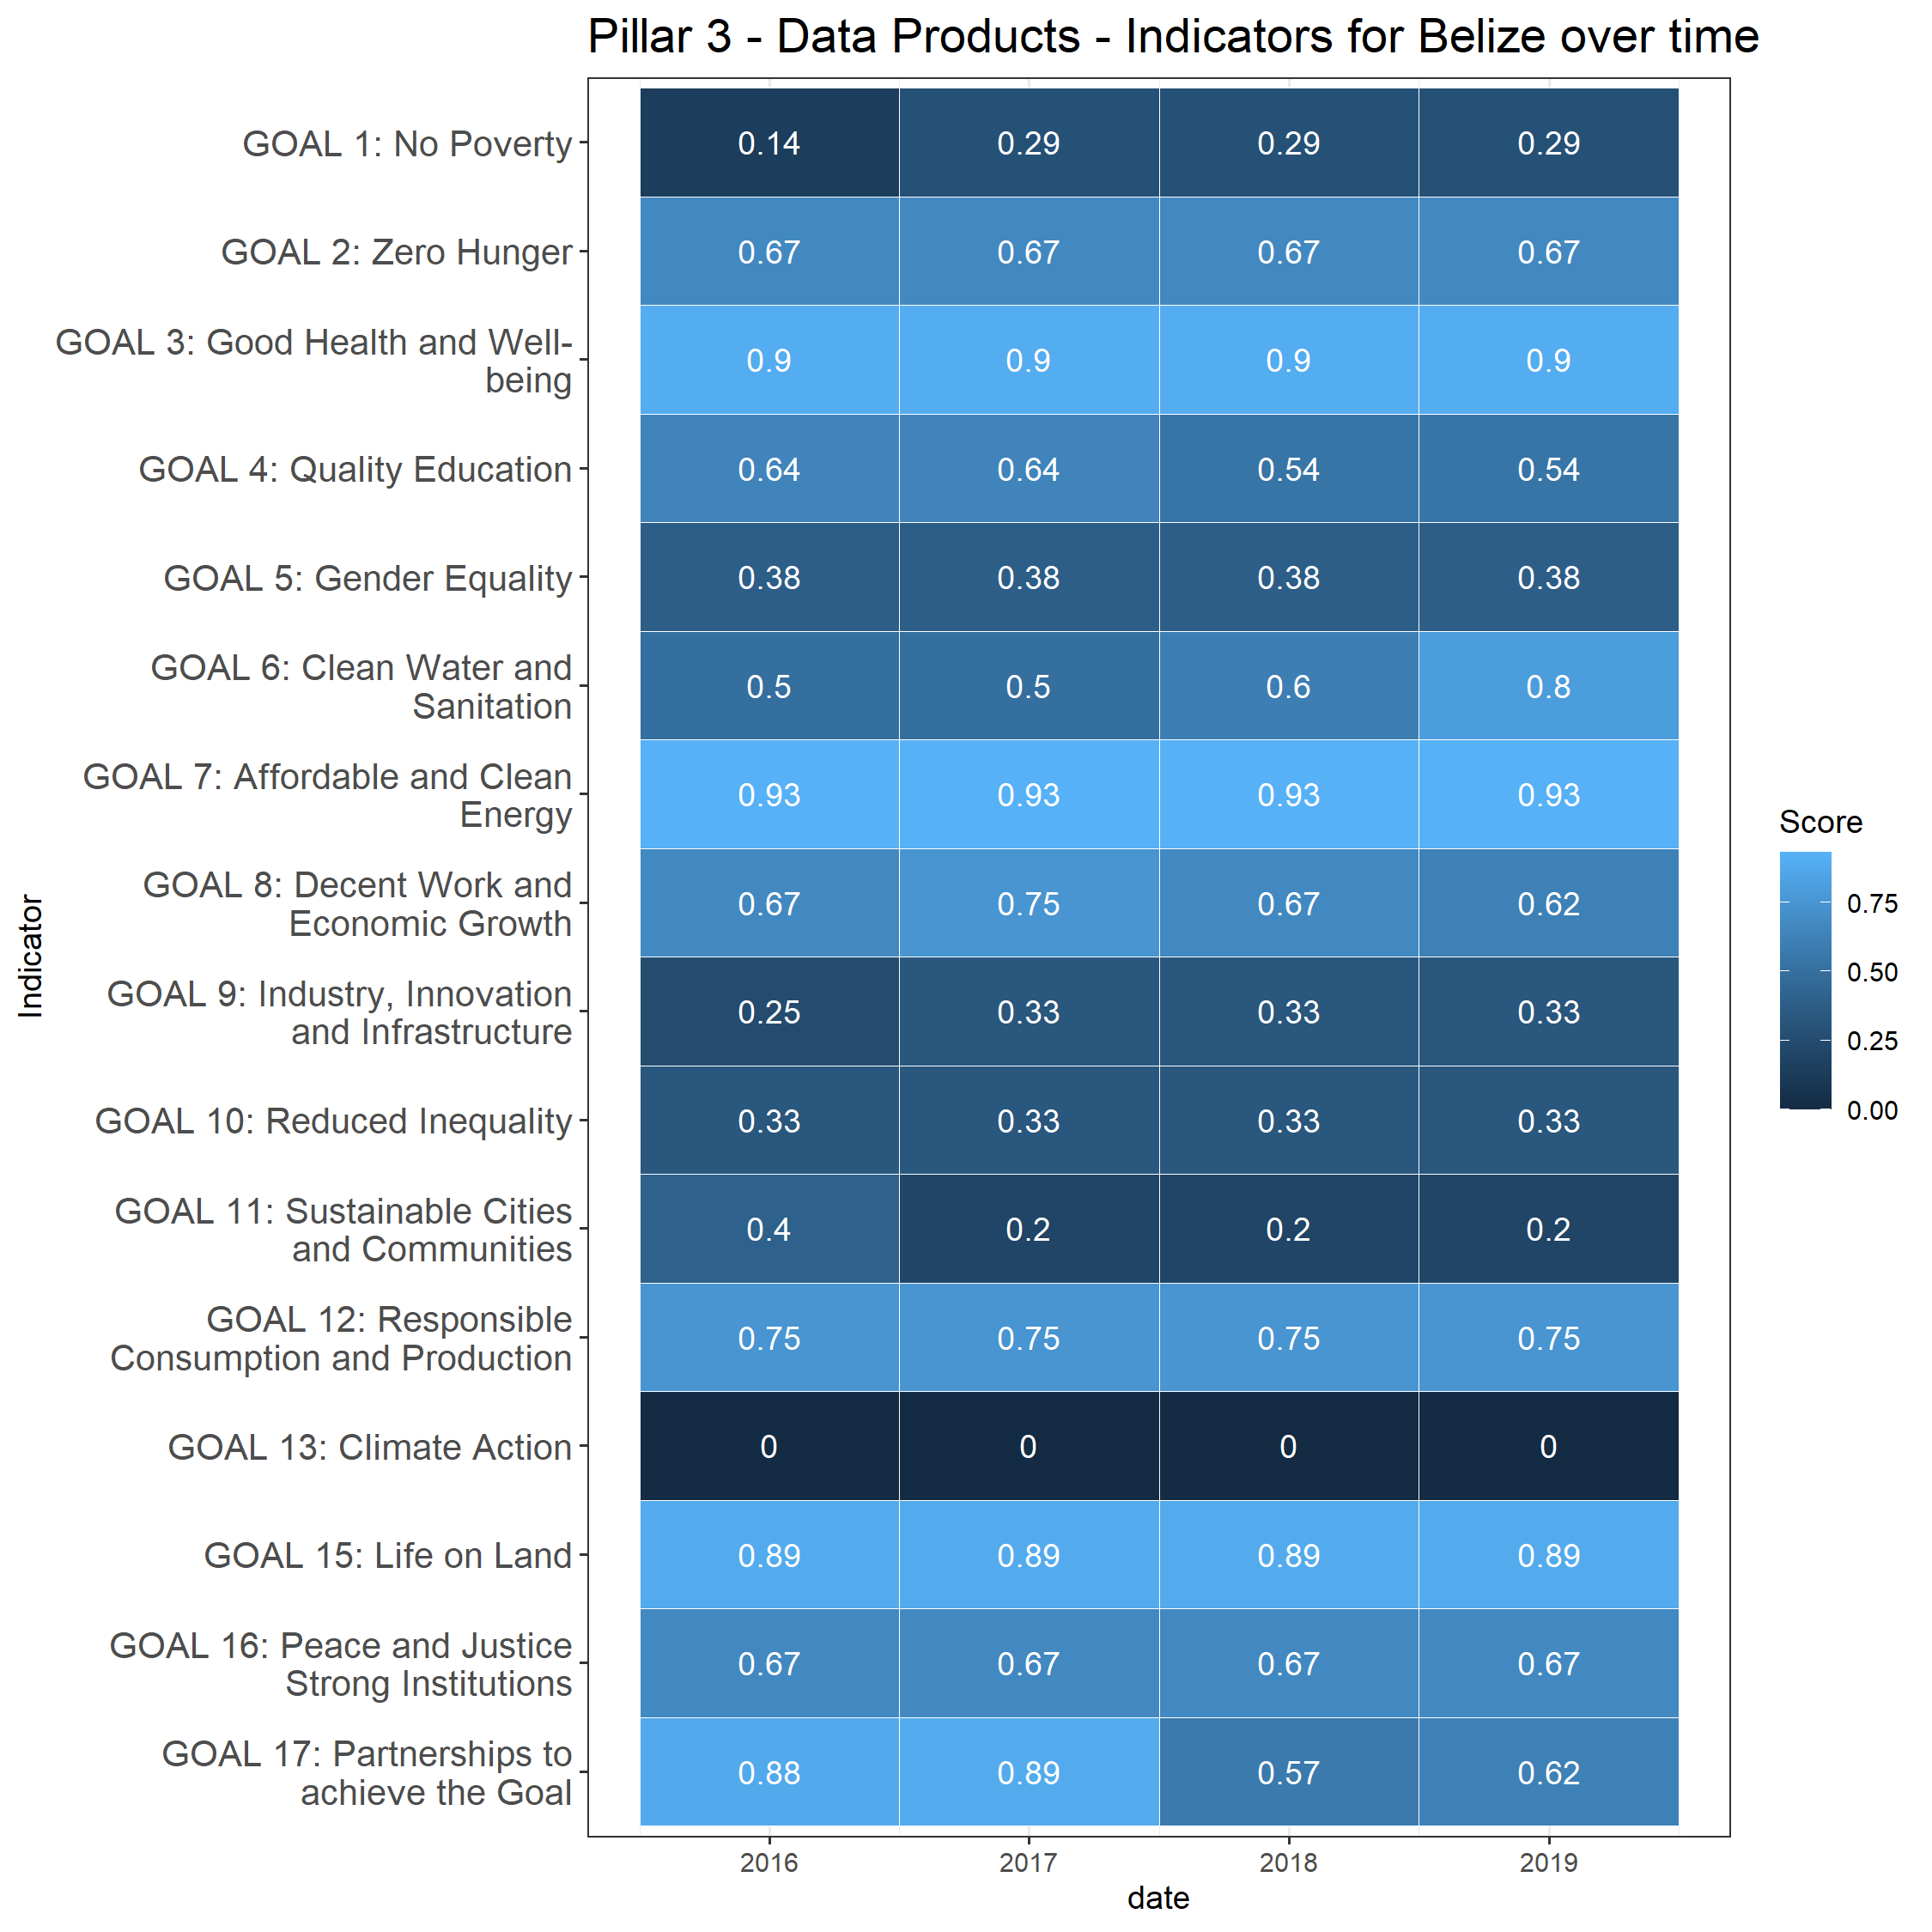 Pillar 3 - Data Products - Indicators for Belize over time
GOAL 1: No Poverty
0.14 0.29 0.29 0.29
GOAL 2: Zero Hunger
0.67 0.67 0.67 0.67
GOAL 3: Good Health and Well-
being
0.9 0.9 0.9 0.9
GOAL 4: Quality Education
0.64 0.64 0.54 0.54
GOAL 5: Gender Equality
0.38 0.38 0.38 0.38
GOAL 6: Clean Water and
Sanitation
0.5 0.5 0.6 0.8
GOAL 7: Affordable and Clean
Energy
0.93 0.93 0.93 0.93
GOAL 8: Decent Work and
Economic Growth
0.67 0.75 0.67 0.62
GOAL 9: Industry, Innovation
and Infrastructure
0.25 0.33 0.33 0.33
GOAL 10: Reduced Inequality
0.33 0.33 0.33 0.33
GOAL 11: Sustainable Cities
and Communities
0.4 0.2 0.2 0.2
GOAL 12: Responsible
Consumption and Production
0.75 0.75 0.75 0.75
GOAL 13: Climate Action
0 0 0 0
GOAL 15: Life on Land
0.89 0.89 0.89 0.89
GOAL 16: Peace and Justice
Strong Institutions
0.67 0.67 0.67 0.67
GOAL 17: Partnerships to
achieve the Goal
0.88 0.89 0.57 0.62
2016 2017 2018 2019
date
Indicator
Score
0.75
0.50
0.25
0.00